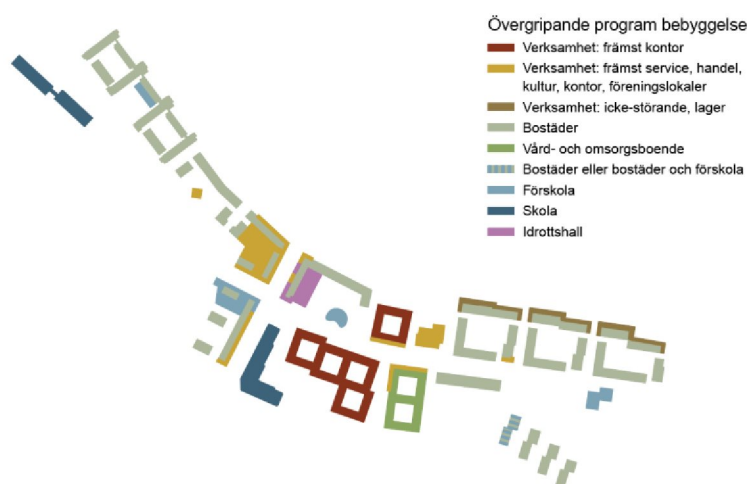 Övergripande program bebyggelse
Verksamhet: främst kontor
Verksamhet: främst service, handel,
kultur, kontor, föreningslokaler
Verksamhet: icke-störande, lager
Bostäder
Vård- och omsorgsboende
Bostäder eller bostäder och förskola
Förskola
Skola
Idrottshall